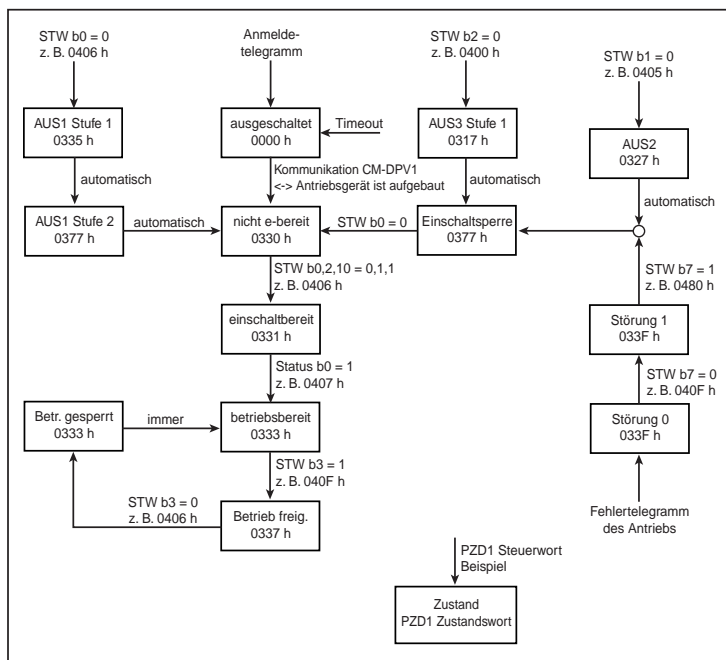 STW b0 = 0
z. B. 0406 h
Anmelde-
telegramm
STW b2 = 0
z. B. 0400 h
STW b1 = 0
z. B. 0405 h
AUS1 Stufe 1
0335 h
ausgeschaltet
0000 h
Timeout
AUS3 Stufe 1
0317 h
AUS2
0327 h
automatisch
Kommunikation CM-DPV1
<-> Antriebsgerät ist aufgebaut
automatisch
automatisch
AUS1 Stufe 2
0377 h
automatisch
nicht e-bereit
0330 h
STW b0 = 0
Einschaltsperre
0377 h
STW b0,2,10 = 0,1,1
z. B. 0406 h
STW b7 = 1
z. B. 0480 h
einschaltbereit
0331 h
Störung 1
033F h
Status b0 = 1
z. B. 0407 h
STW b7 = 0
z. B. 040F h
Betr. gesperrt
0333 h
immer
betriebsbereit
0333 h
Störung 0
033F h
STW b3 = 1
z. B. 040F h
STW b3 = 0
z. B. 0406 h
Betrieb freig.
0337 h
Fehlertelegramm
des Antriebs
PZD1 Steuerwort
Beispiel
Zustand
PZD1 Zustandswort